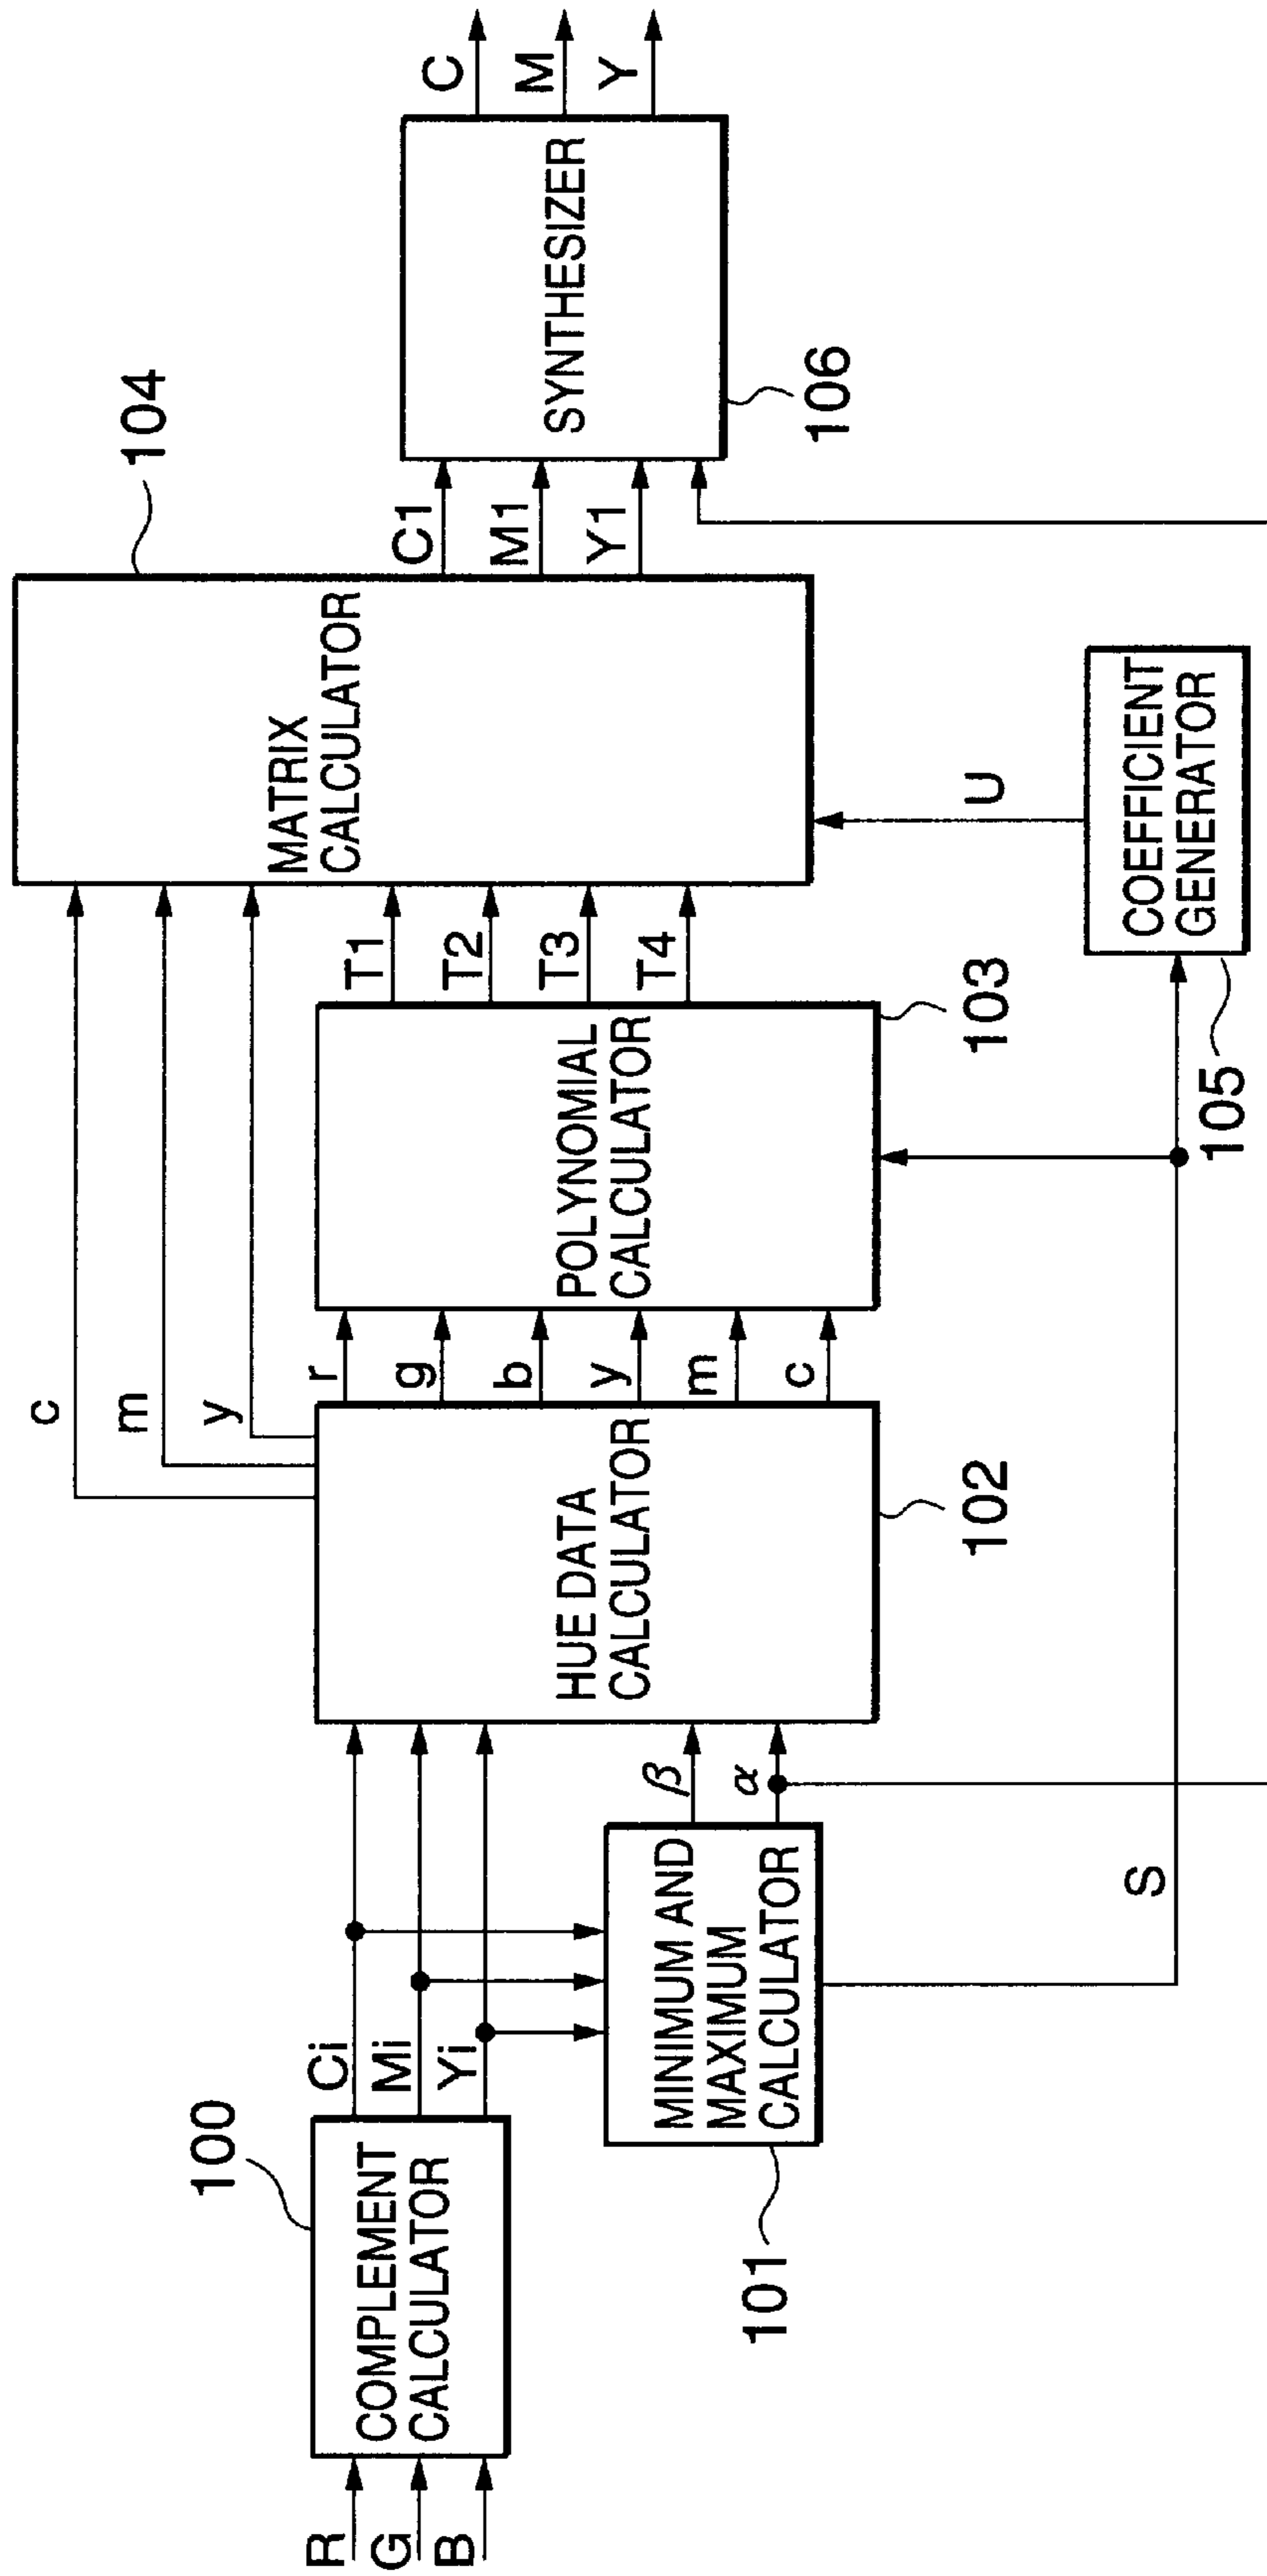 R
G
B
100
COMPLEMENT
CALCULATOR
Ci
Mi
Yi
101
MINIMUM AND
MAXIMUM
CALCULATOR
β
α
S
c
m
y
HUE DATA
CALCULATOR
102
r
g
b
y
m
c
POLYNOMIAL
CALCULATOR
103
T1
T2
T3
T4
104
MATRIX
CALCULATOR
U
COEFFICIENT
GENERATOR
105
C1
M1
Y1
SYNTHESIZER
106
C
M
Y